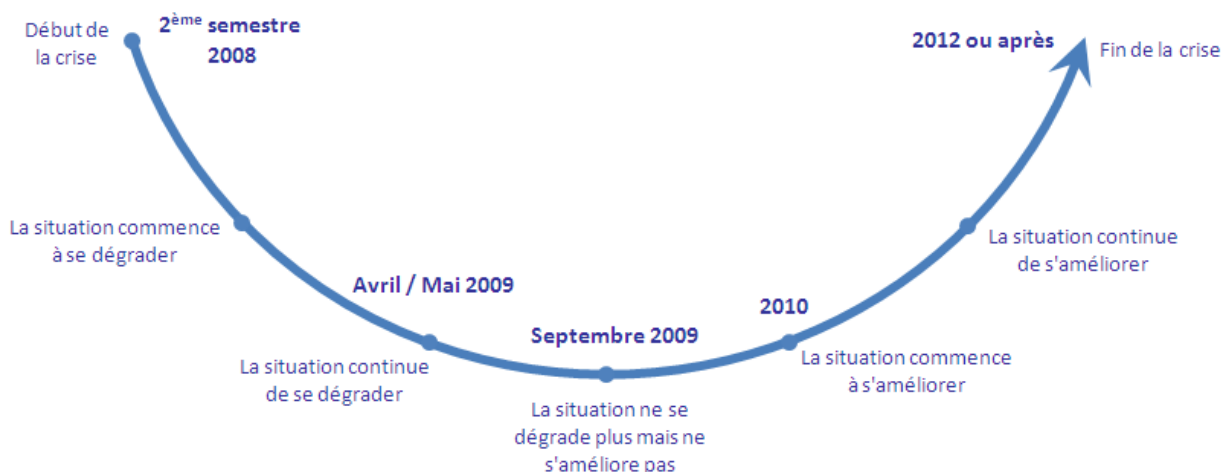 Début de
la crise
2ème semestre
2008
La situation commence
à se dégrader
Avril / Mai 2009
La situation continue
de se dégrader
Septembre 2009
La situation ne se
dégrade plus mais ne
s'améliore pas
2010
La situation commence
à s'améliorer
La situation continue
de s'améliorer
2012 ou après
Fin de la crise